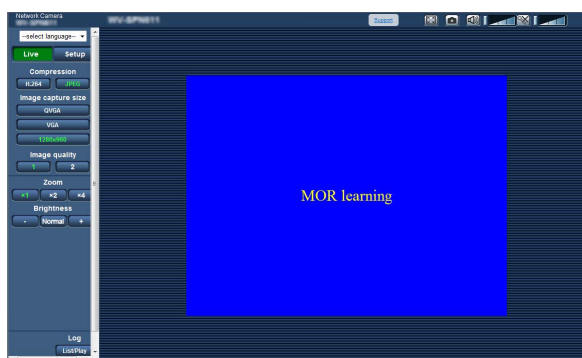 Network Camera
WV-SPN611
Support
--select language--
Live Setup
Compression
H.264 JPEG
Image capture size
QVGA
VGA
1280x960
Image quality
1 2
Zoom
x1 x2 x4
Brightness
- Normal +
MOR learning
Log
List/Play